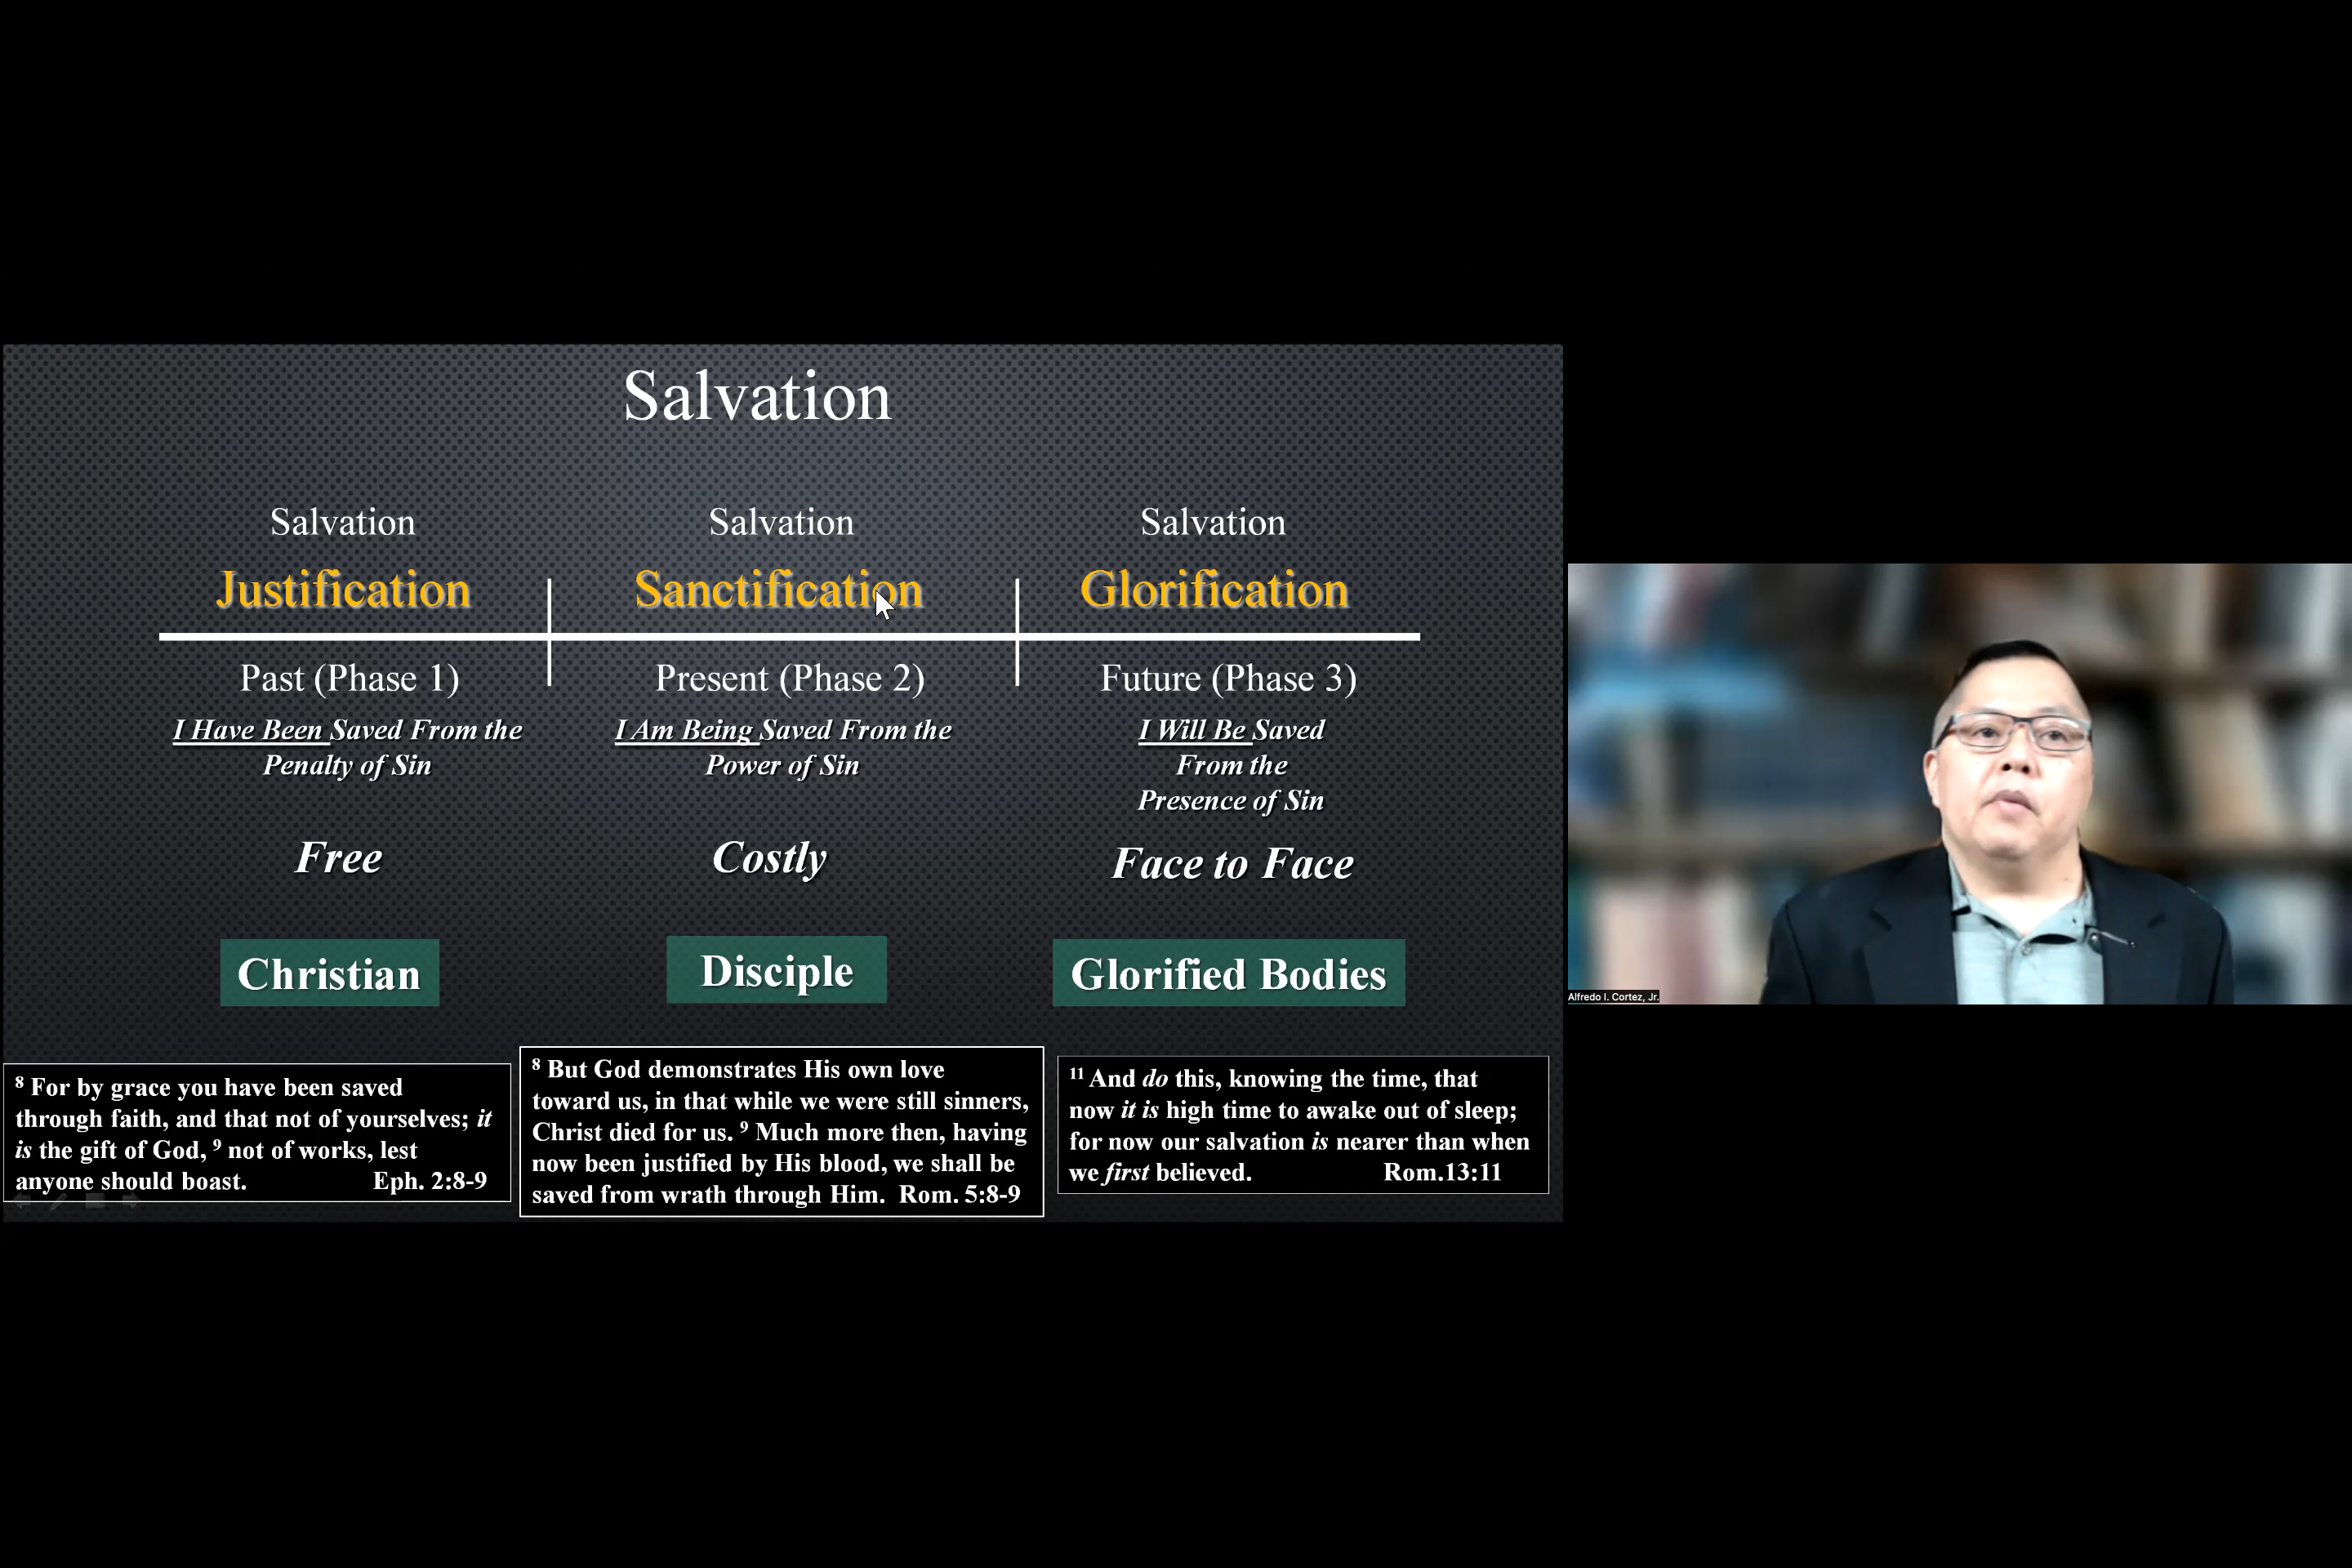 Salvation
Salvation
Justification
Past (Phase 1)
I Have Been Saved From the
Penalty of Sin
Free
Christian
8 For by grace you have been saved
through faith, and that not of yourselves; it
is the gift of God, 9 not of works, lest
anyone should boast. Eph. 2:8-9
Salvation
Sanctification
Present (Phase 2)
I Am Being Saved From the
Power of Sin
Costly
Disciple
8 But God demonstrates His own love
toward us, in that while we were still sinners,
Christ died for us. 9 Much more then, having
now been justified by His blood, we shall be
saved from wrath through Him. Rom. 5:8-9
Salvation
Glorification
Future (Phase 3)
I Will Be Saved
From the
Presence of Sin
Face to Face
Glorified Bodies
11 And do this, knowing the time, that
now it is high time to awake out of sleep;
for now our salvation is nearer than when
we first believed. Rom.13:11
Alfredo I. Cortez, Jr.